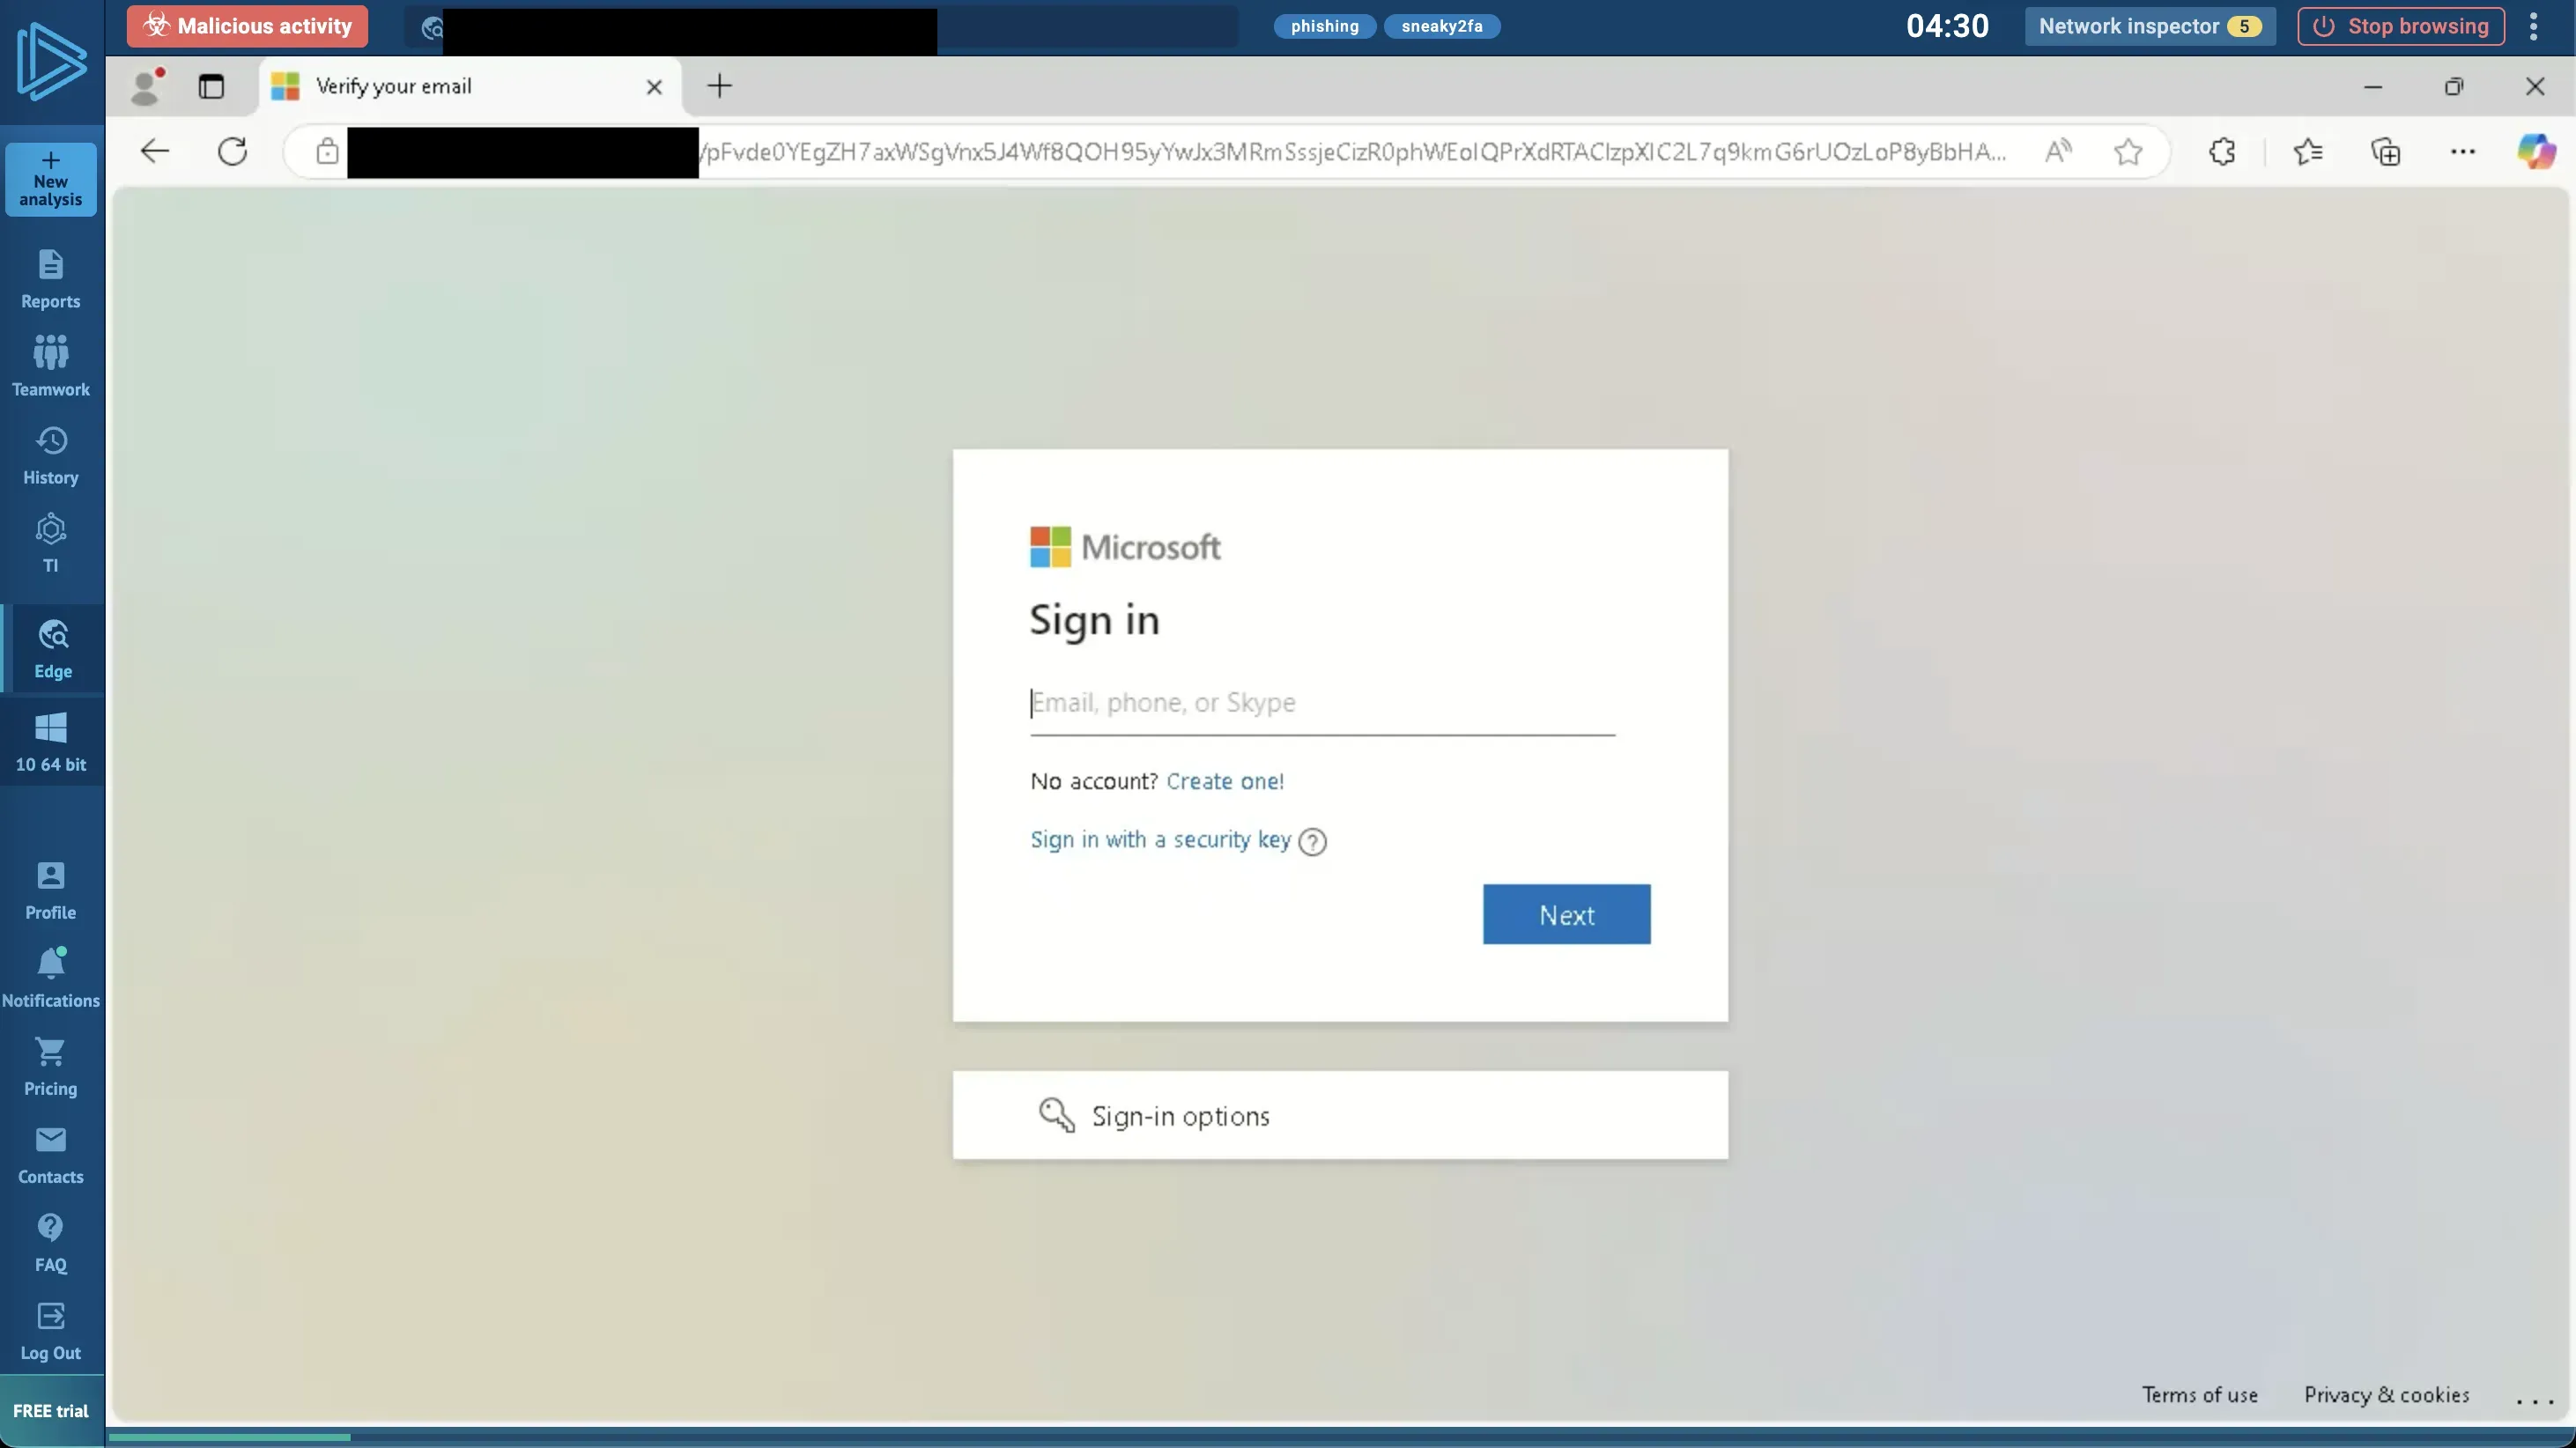 Malicious activity
phishing
sneaky2fa
04:30
Network inspector 5
Stop browsing
Verify your email
New
analysis
Reports
Teamwork
History
TI
Edge
10 64 bit
Profile
Notifications
Pricing
Contacts
FAQ
Log Out
FREE trial
Microsoft
Sign in
Email, phone, or Skype
No account? Create one!
Sign in with a security key
Next
Sign-in options
Terms of use
Privacy & cookies
...